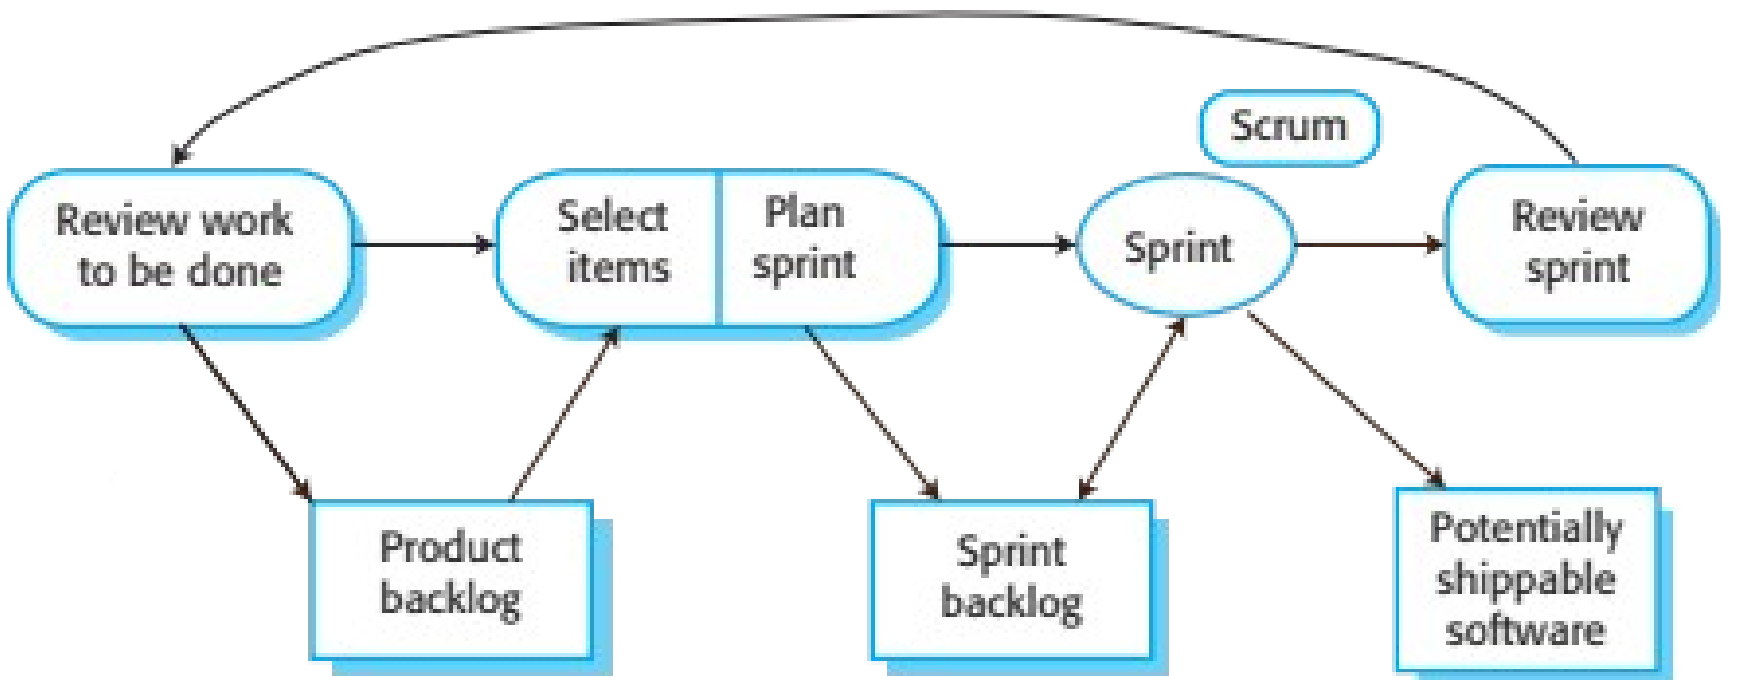 Scrum
Review work
to be done
Select
items
Plan
sprint
Sprint
Review
sprint
Product
backlog
Sprint
backlog
Potentially
shippable
software